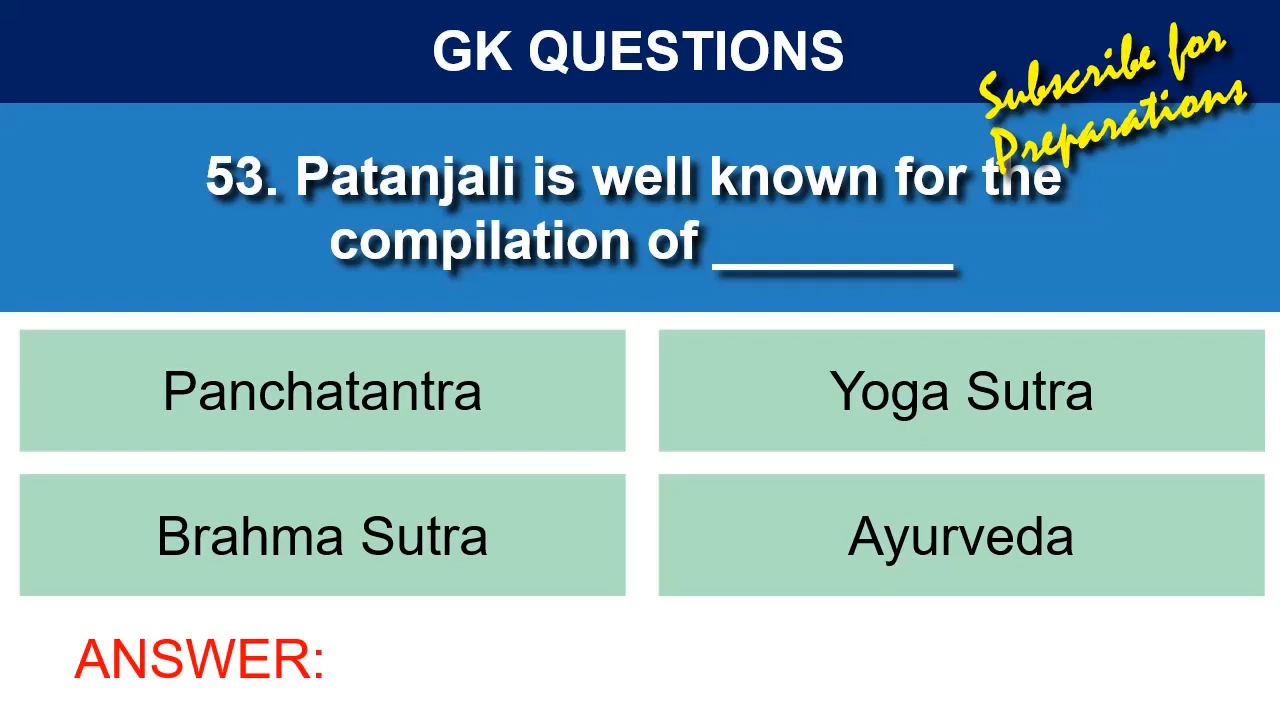 GK QUESTIONS
Subscribe for
Preparations
53. Patanjali is well known for the
compilation of ________
Panchatantra
Yoga Sutra
Brahma Sutra
Ayurveda
ANSWER: